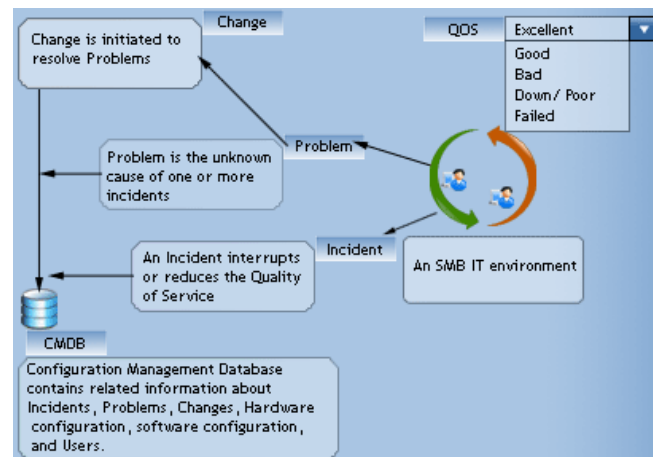 Change
Change is initiated to
resolve Problems
QOS
Excellent
Good
Bad
Down/ Poor
Failed
Problem
Problem is the unknown
cause of one or more
incidents
Incident
An Incident interrupts
or reduces the Quality
of Service
An SMB IT environment
CMDB
Configuration Management Database
contains related information about
Incidents, Problems, Changes, Hardware
configuration, software configuration,
and Users.